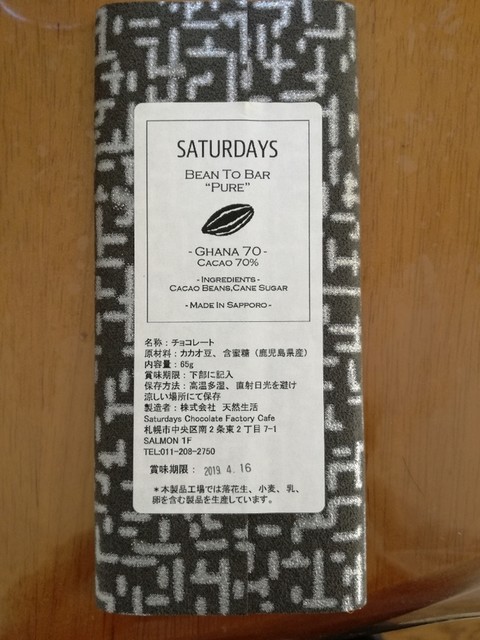 SATURDAYS
BEAN TO BAR
"PURE"
- GHANA 70 -
CACAO 70%
- INGREDIENTS -
CACAO BEANS,CANE SUGAR
- MADE IN SAPPORO -
名称：チョコレート
原材料：カカオ豆、含蜜糖（鹿児島県産）
内容量：65g
賞味期限：下部に記入
保存方法：高温多湿、直射日光を避け
涼しい場所にて保存
製造者：株式会社 天然生活
Saturdays Chocolate Factory Cafe
札幌市中央区南２条東２丁目7-1
SALMON 1F
TEL:011-208-2750
賞味期限： 2019. 4. 16
＊本製品工場では落花生、小麦、乳、
卵を含む製品を生産しています。